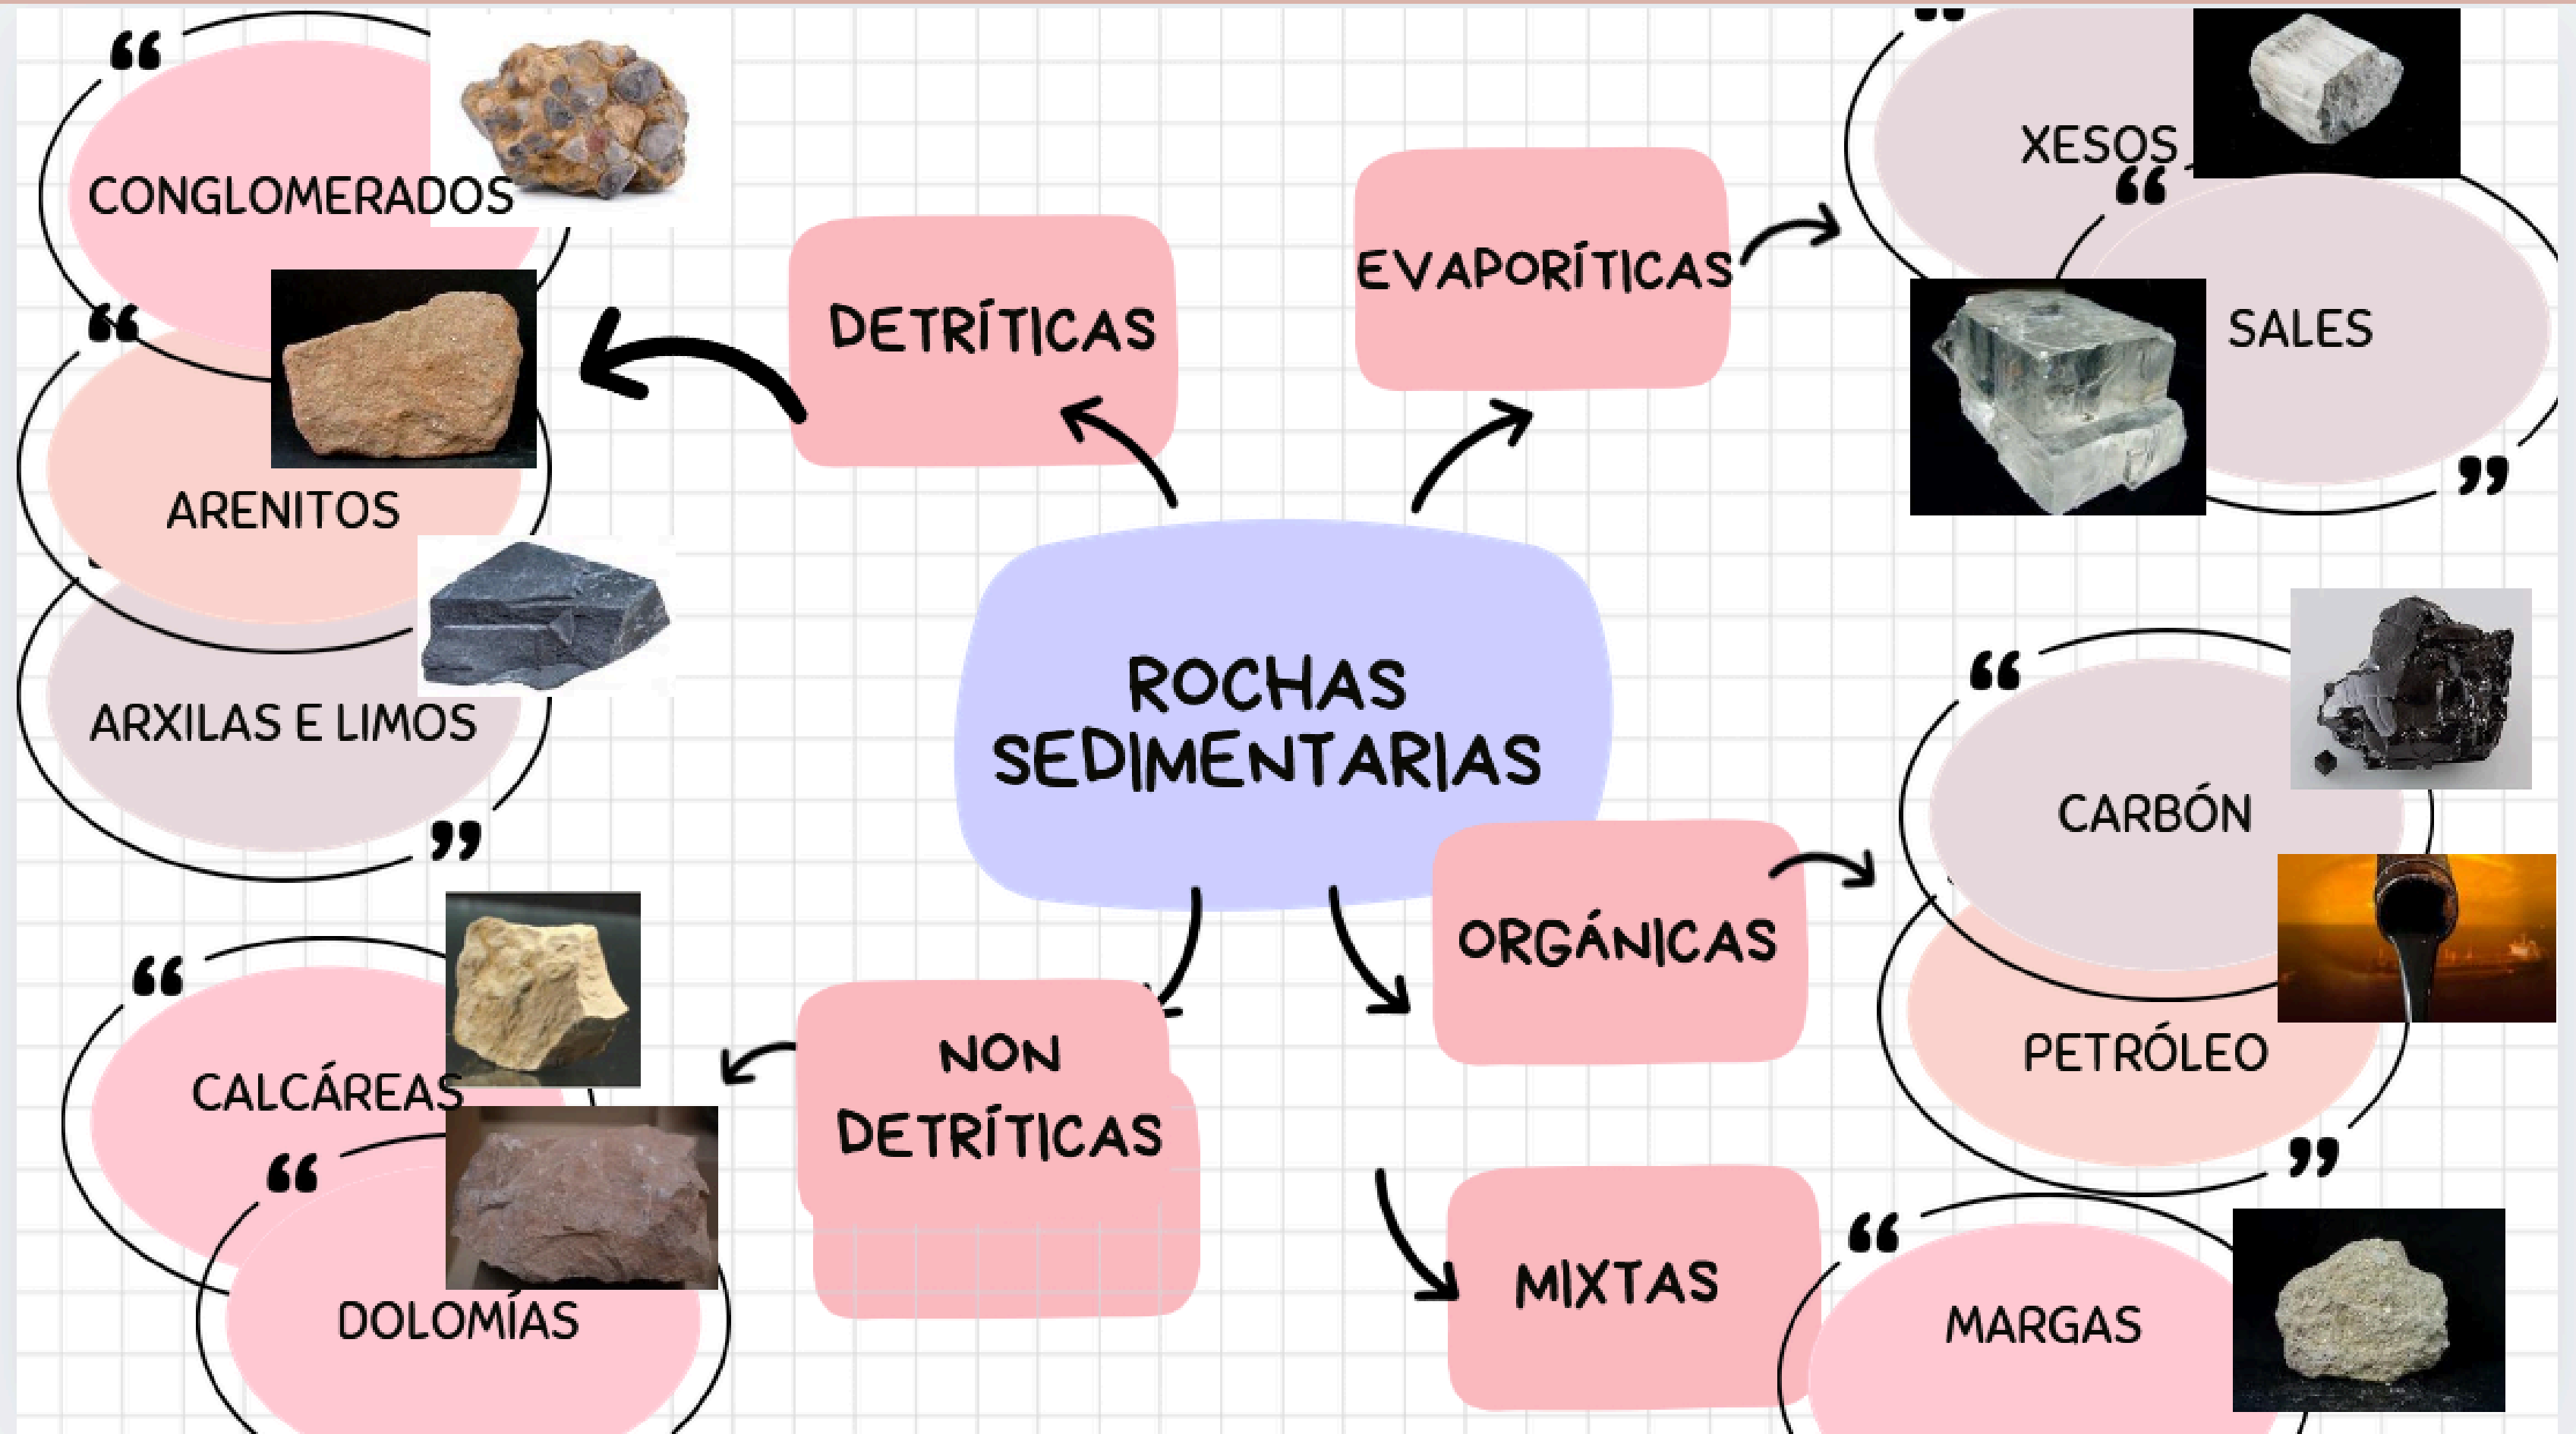 CONGLOMERADOS
ARENITOS
ARXILAS E LIMOS
DETRÍTICAS
EVAPORÍTICAS
XESOS
SALES
ROCHAS
SEDIMENTARIAS
CARBÓN
PETRÓLEO
ORGÁNICAS
NON
DETRÍTICAS
CALCÁREAS
DOLOMÍAS
MIXTAS
MARGAS